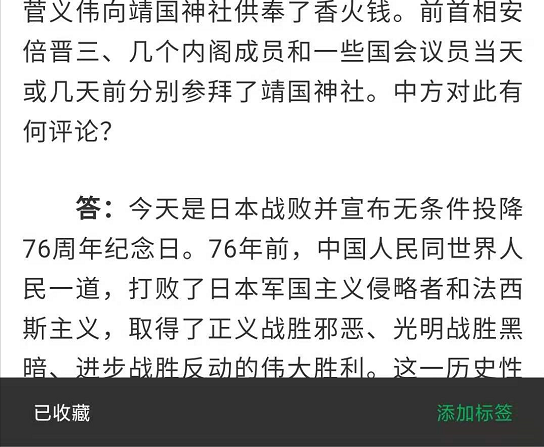 菅义伟向靖国神社供奉了香火钱。前首相安
倍晋三、几个内阁成员和一些国会议员当天
或几天前分别参拜了靖国神社。中方对此有
何评论？
答：今天是日本战败并宣布无条件投降
76周年纪念日。76年前，中国人民同世界人
民一道，打败了日本军国主义侵略者和法西
斯主义，取得了正义战胜邪恶、光明战胜黑
暗、进步战胜反动的伟大胜利。这一历史性
已收藏 添加标签